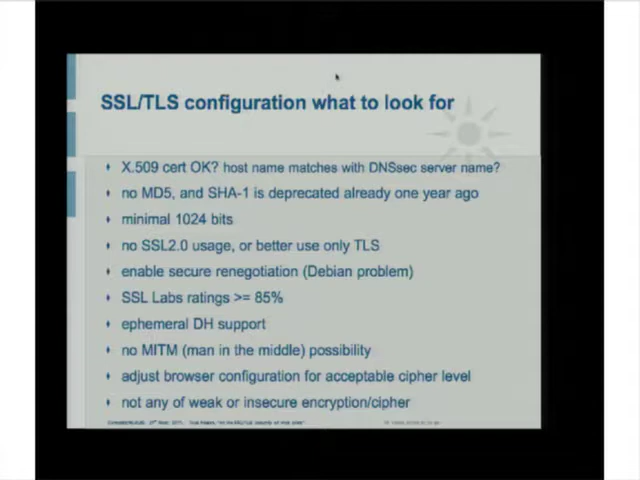 SSL/TLS configuration what to look for
X.509 cert OK? host name matches with DNSsec server name?
no MD5, and SHA-1 is deprecated already one year ago
minimal 1024 bits
no SSL2.0 usage, or better use only TLS
enable secure renegotiation (Debian problem)
SSL Labs ratings >= 85%
ephemeral DH support
no MITM (man in the middle) possibility
adjust browser configuration for acceptable cipher level
not any of weak or insecure encryption/cipher